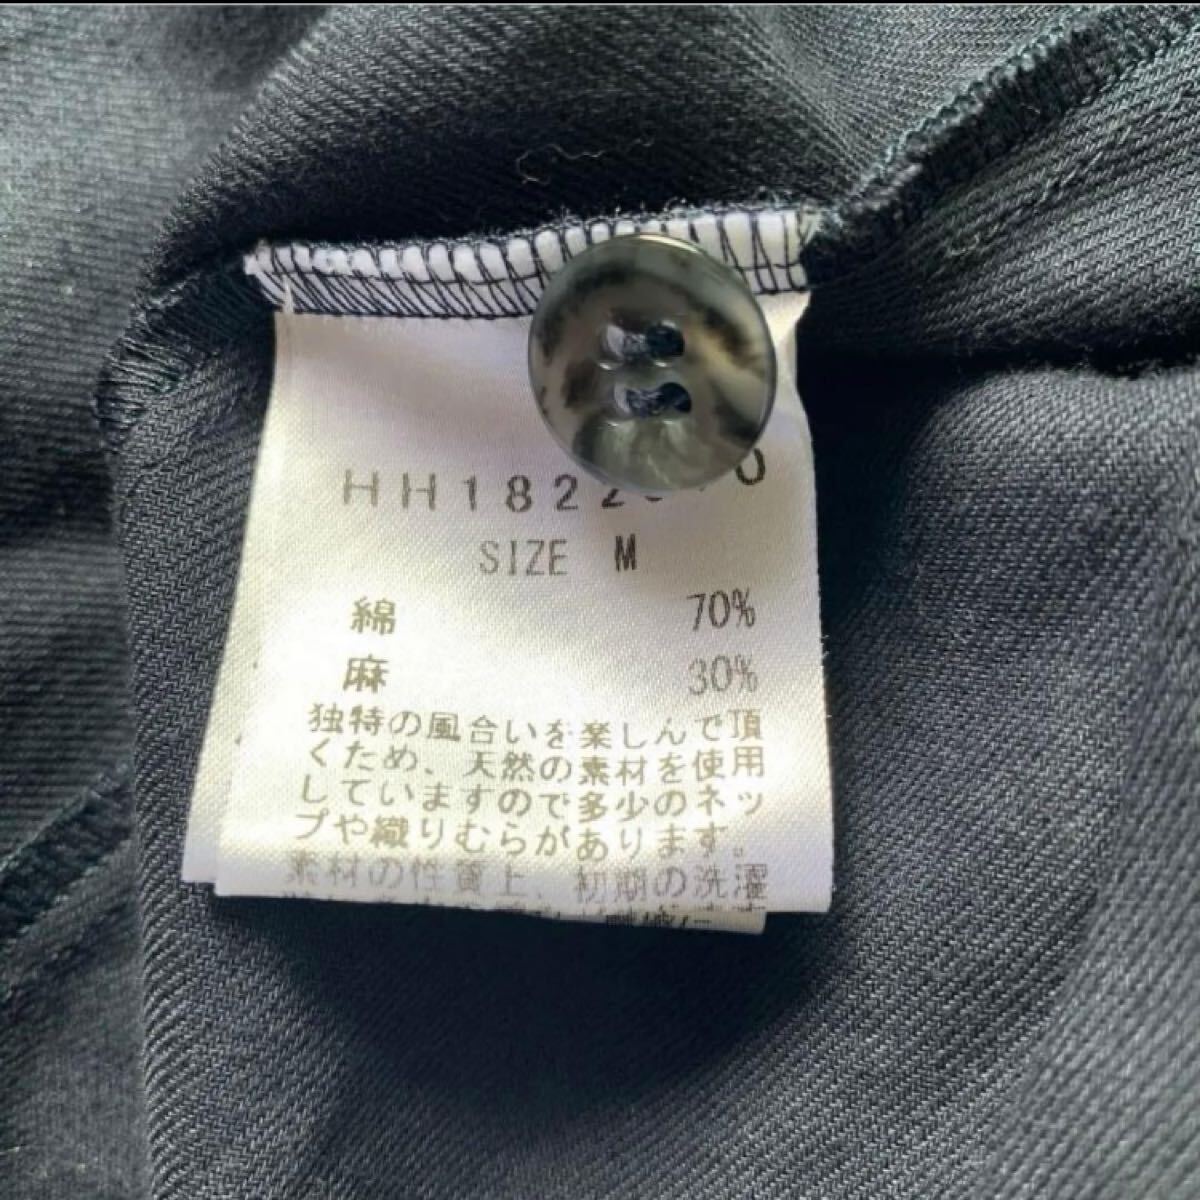 SIZE M
綿 70%
麻 30%
独特の風合いを楽しんで頂
くため、天然の素材を使用
していますので多少のネッ
プや織りむらがあります。
素材の性質上、初期の洗濯